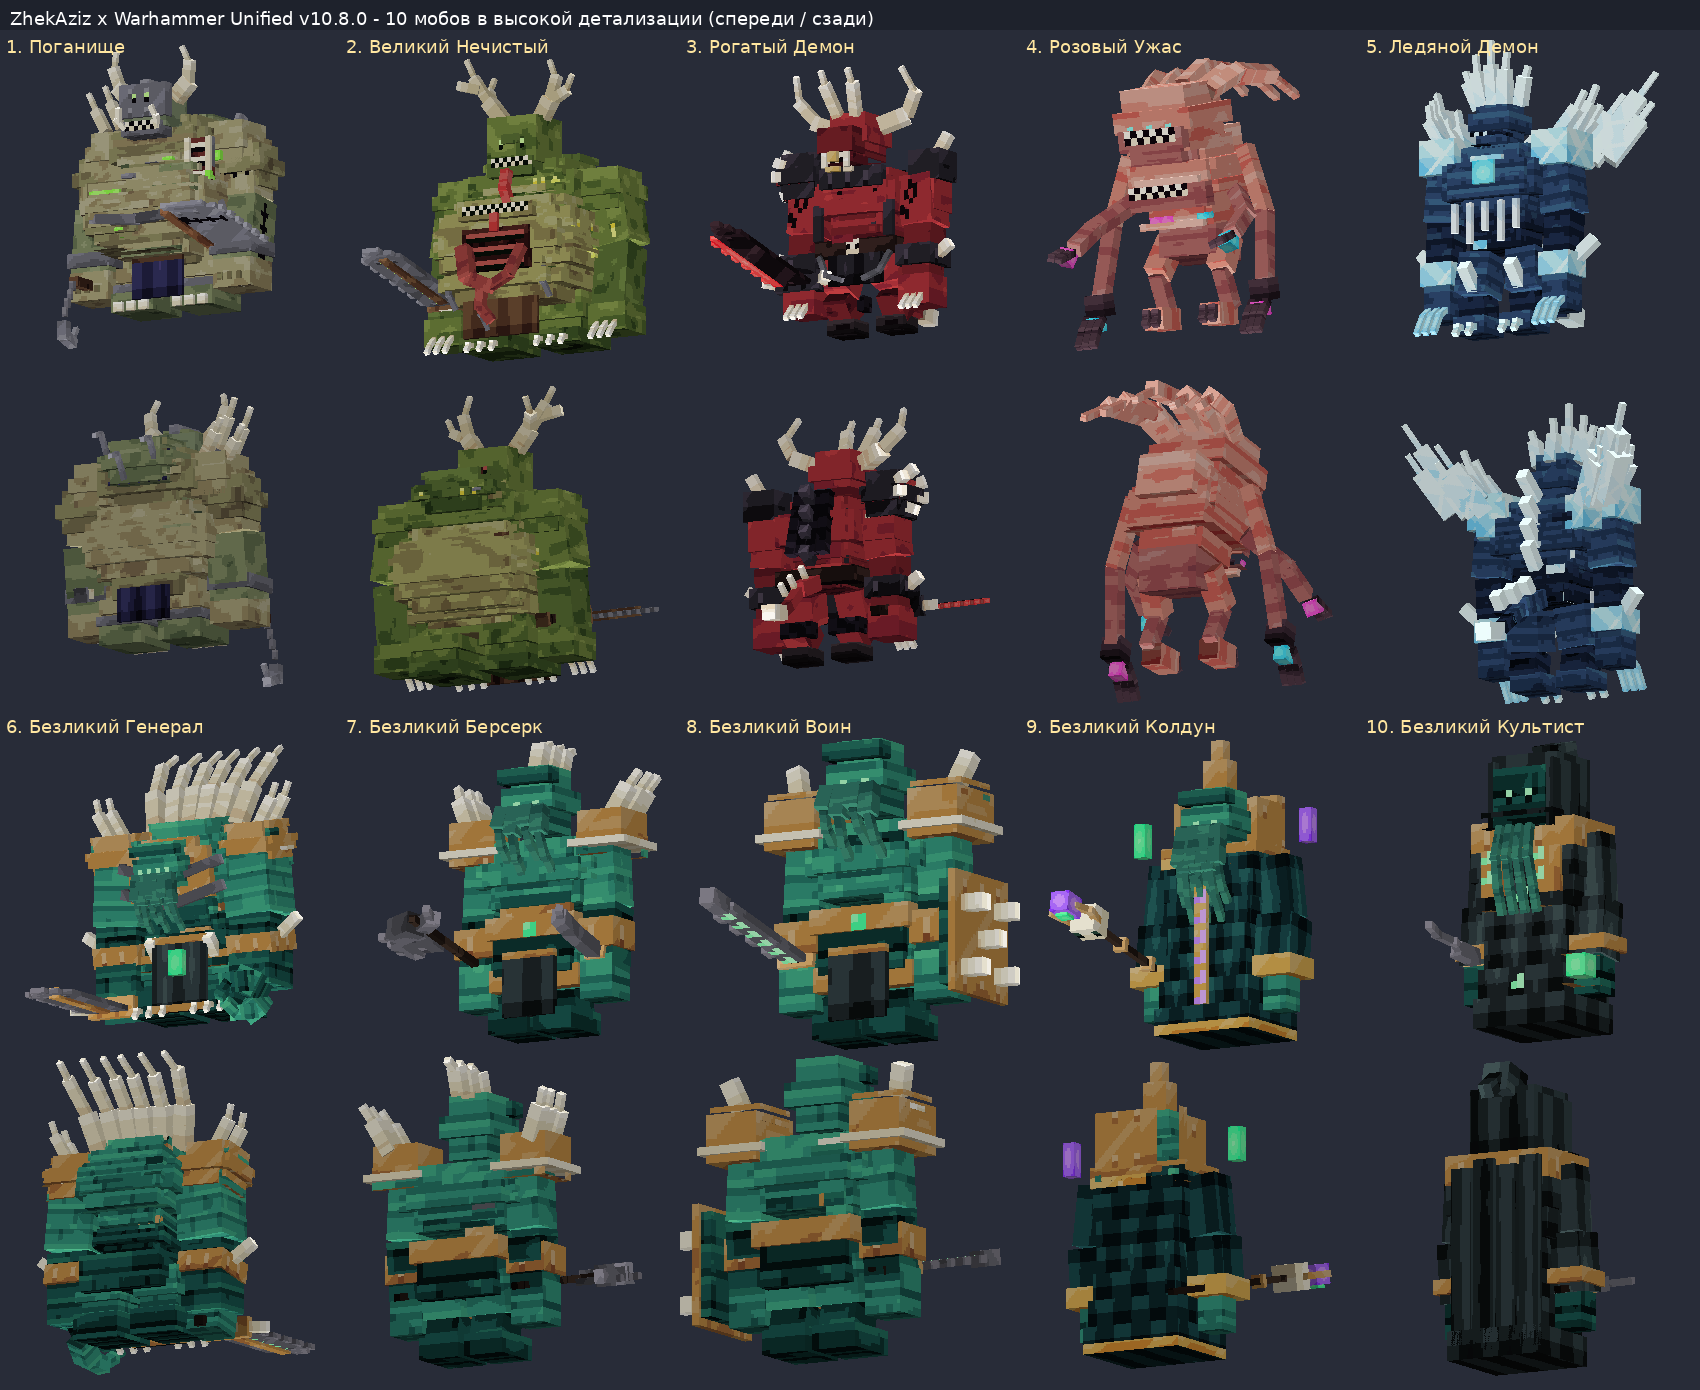 ZhekAziz x Warhammer Unified v10.8.0 - 10 мобов в высокой детализации (спереди / сзади)
1. Поганище
2. Великий Нечистый
3. Рогатый Демон
4. Розовый Ужас
5. Ледяной Демон
6. Безликий Генерал
7. Безликий Берсерк
8. Безликий Воин
9. Безликий Колдун
10. Безликий Культист